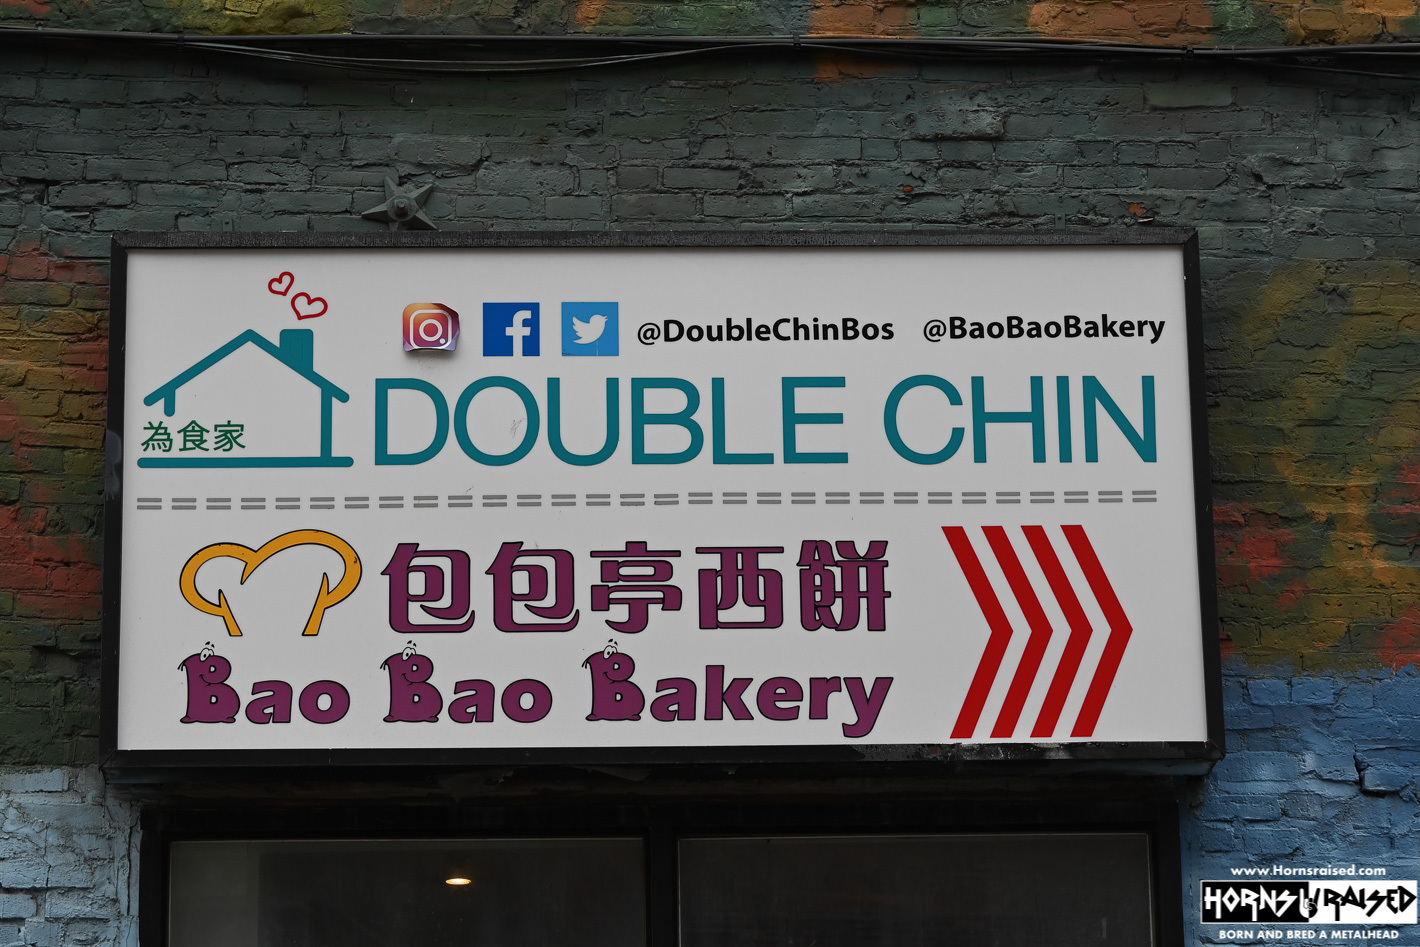 @DoubleChinBos @BaoBaoBakery
DOUBLE CHIN
為食家
包包亭西餅
Bao Bao Bakery
www.Hornsraised.com
HORNS RAISED
BORN AND BRED A METALHEAD